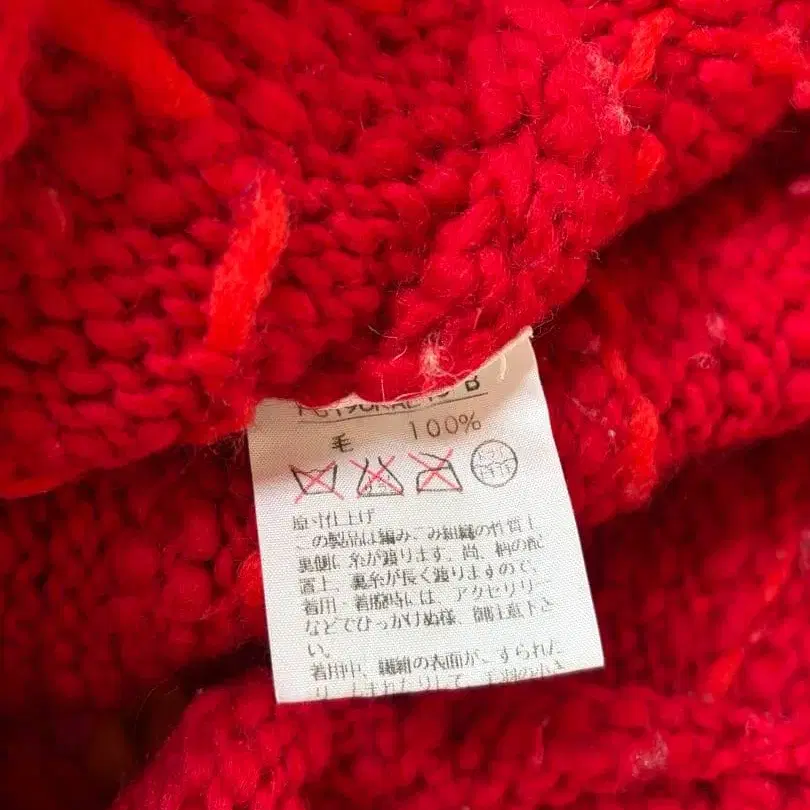 毛 100%
原寸仕上げ
この製品は編みこみ組織の性質上
裏側に糸が渡ります。尚、柄の配
置上、裏糸が長く渡りますので、
着用・着脱時には、アクセサリー
などでひっかけぬ様、御注意下さ
い。
着用中、繊維の表面が、すられた